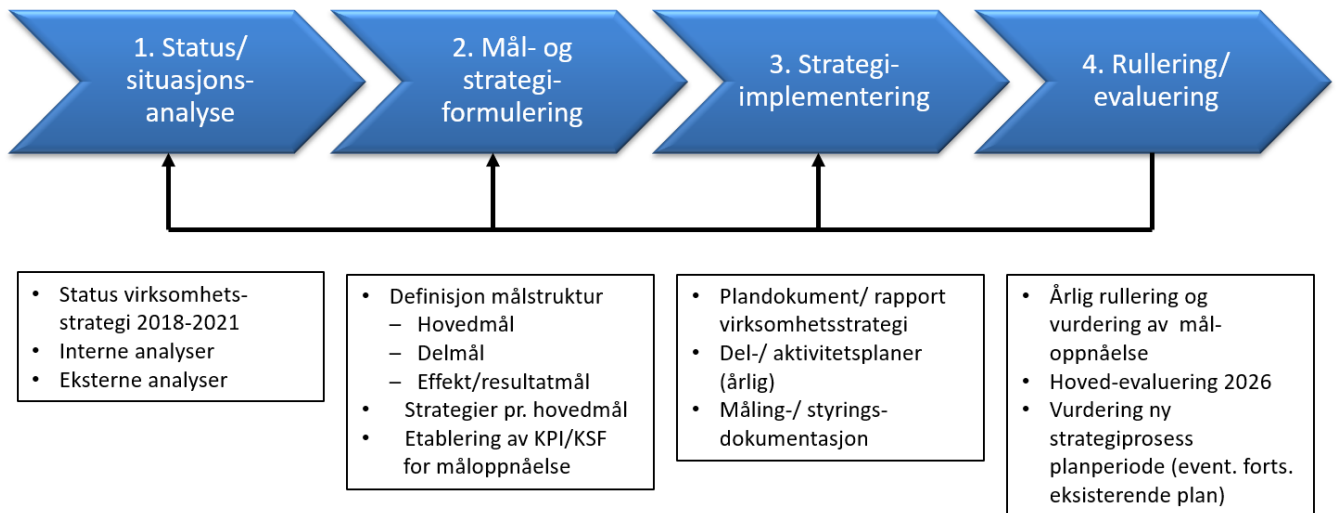 1. Status/
situasjons-
analyse
2. Mål- og
strategi-
formulering
3. Strategi-
implementering
4. Rullering/
evaluering
• Status virksomhets-
strategi 2018-2021
• Interne analyser
• Eksterne analyser
• Definisjon målstruktur
– Hovedmål
– Delmål
– Effekt/resultatmål
• Strategier pr. hovedmål
• Etablering av KPI/KSF
for måloppnåelse
• Plandokument/ rapport
virksomhetsstrategi
• Del-/ aktivitetsplaner
(årlig)
• Måling-/ styrings-
dokumentasjon
• Årlig rullering og
vurdering av mål-
oppnåelse
• Hoved-evaluering 2026
• Vurdering ny
strategiprosess
planperiode (event. forts.
eksisterende plan)